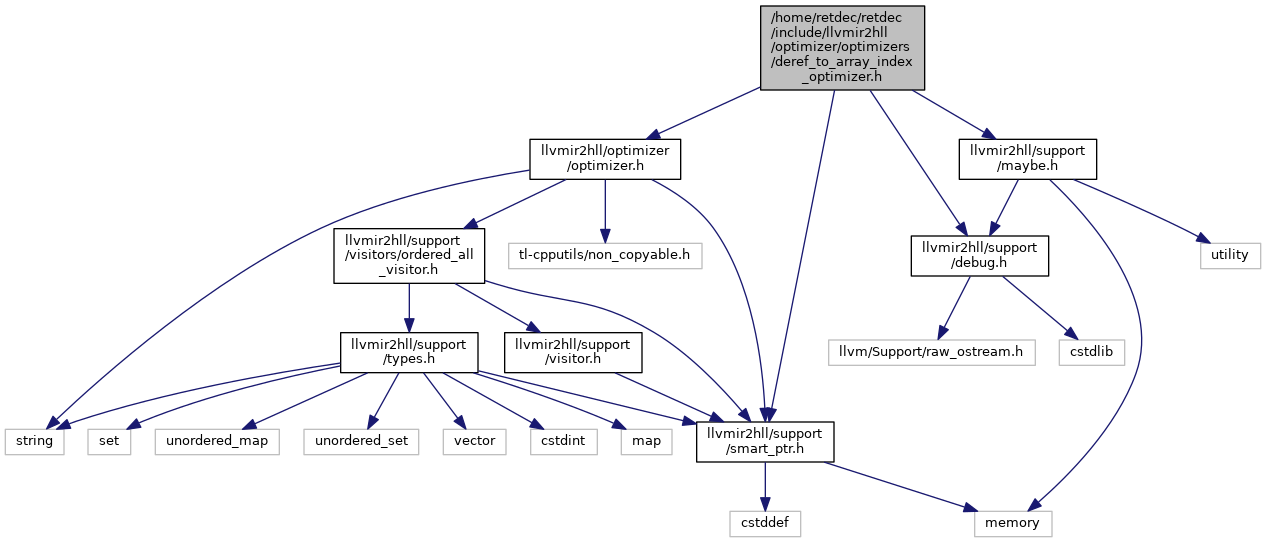 /home/retdec/retdec
/include/llvmir2hll
/optimizer/optimizers
/deref_to_array_index
_optimizer.h
llvmir2hll/optimizer
/optimizer.h
llvmir2hll/support
/maybe.h
llvmir2hll/support
/visitors/ordered_all
_visitor.h
tl-cpputils/non_copyable.h
llvmir2hll/support
/debug.h
utility
llvmir2hll/support
/types.h
llvmir2hll/support
/visitor.h
llvm/Support/raw_ostream.h
cstdlib
string
set
unordered_map
unordered_set
vector
cstdint
map
llvmir2hll/support
/smart_ptr.h
cstddef
memory